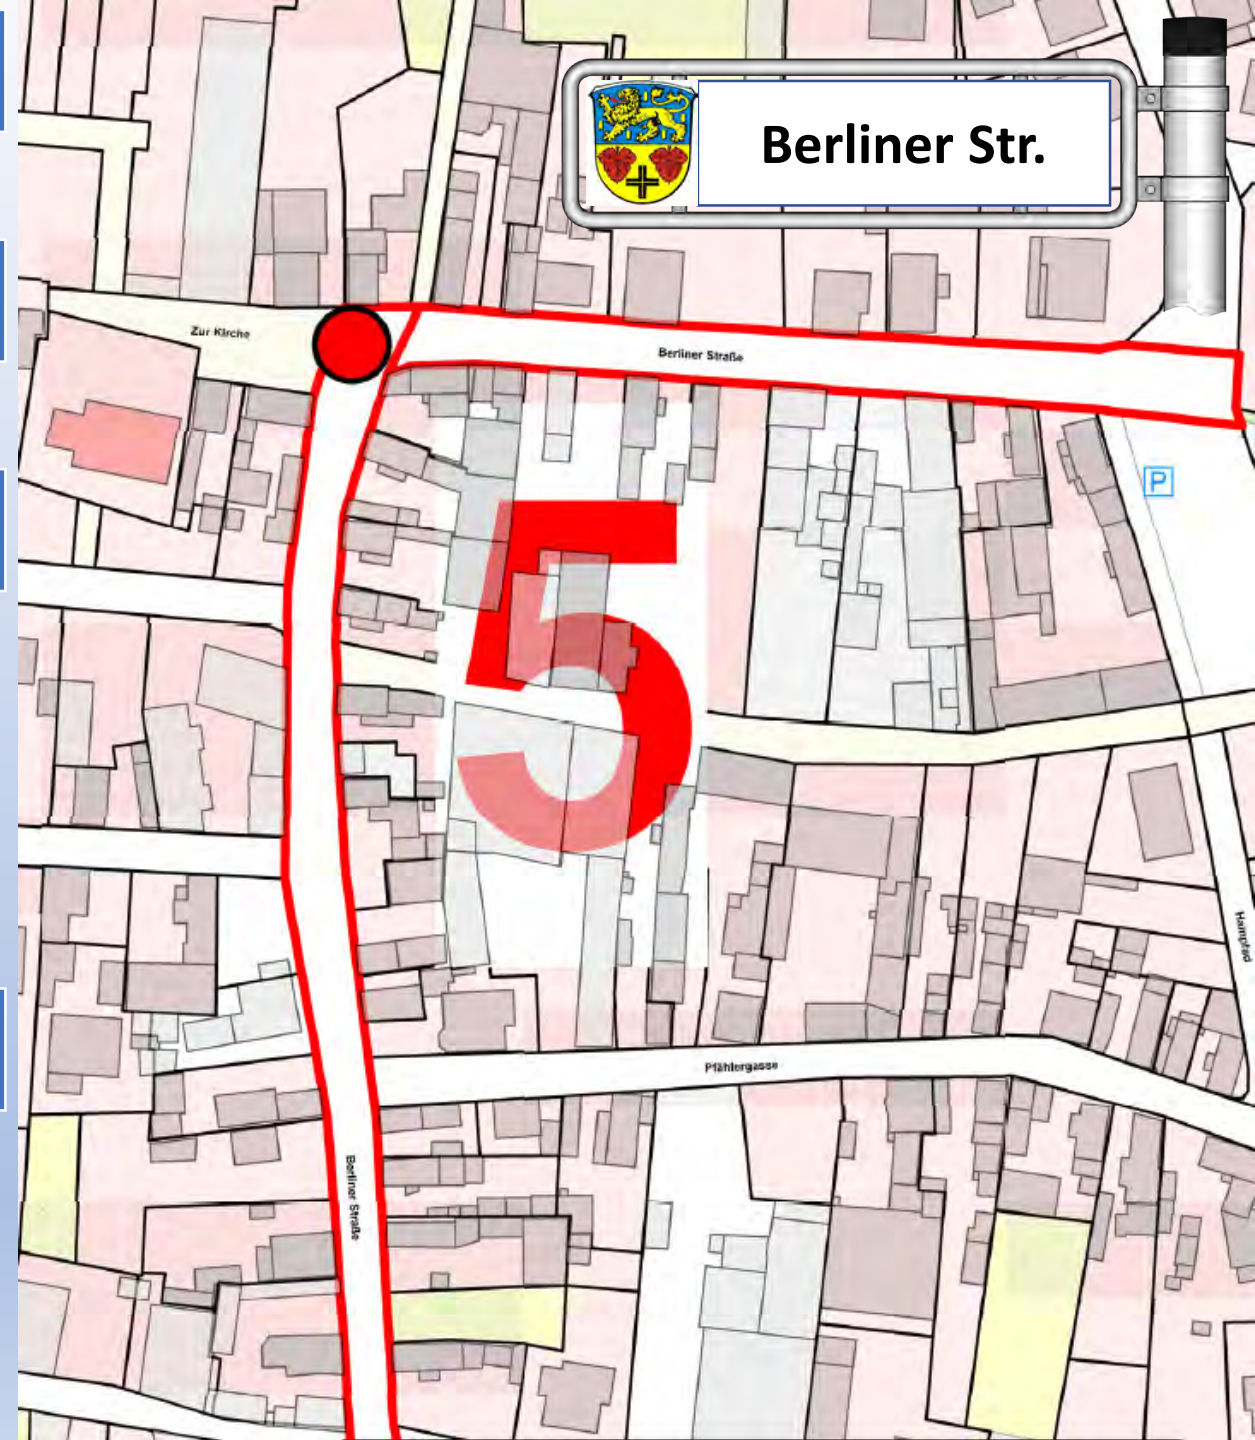 Berliner Str.
Zur Kirche
Berliner Straße
P
5
Hampfad
Pfählergasse
Berliner Straße